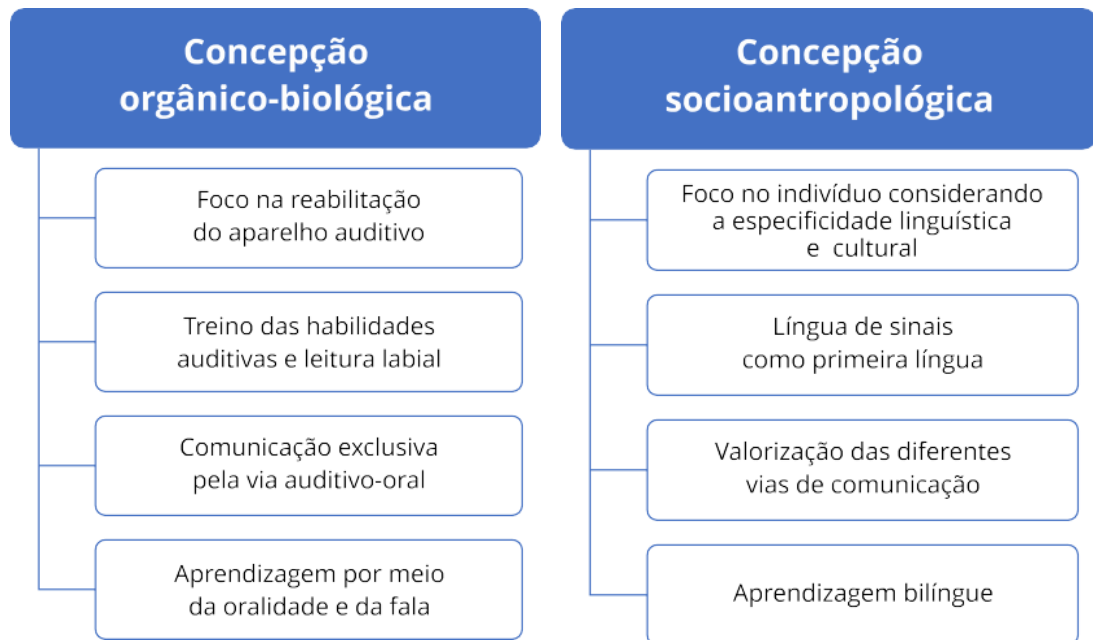 Concepção
orgânico-biológica
Foco na reabilitação
do aparelho auditivo
Treino das habilidades
auditivas e leitura labial
Comunicação exclusiva
pela via auditivo-oral
Aprendizagem por meio
da oralidade e da fala
Concepção
socioantropológica
Foco no indivíduo considerando
a especificidade linguística
e cultural
Língua de sinais
como primeira língua
Valorização das diferentes
vias de comunicação
Aprendizagem bilíngue